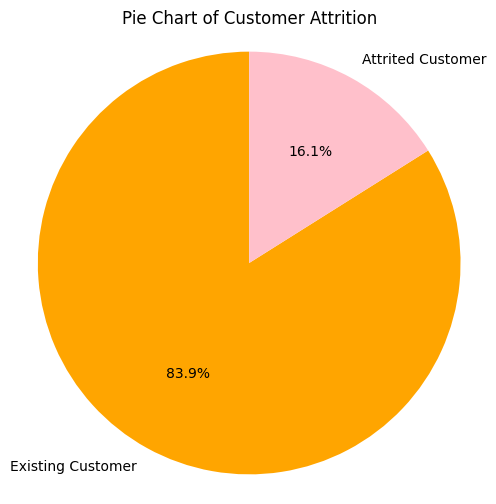 Pie Chart of Customer Attrition
Attrited Customer
16.1%
83.9%
Existing Customer